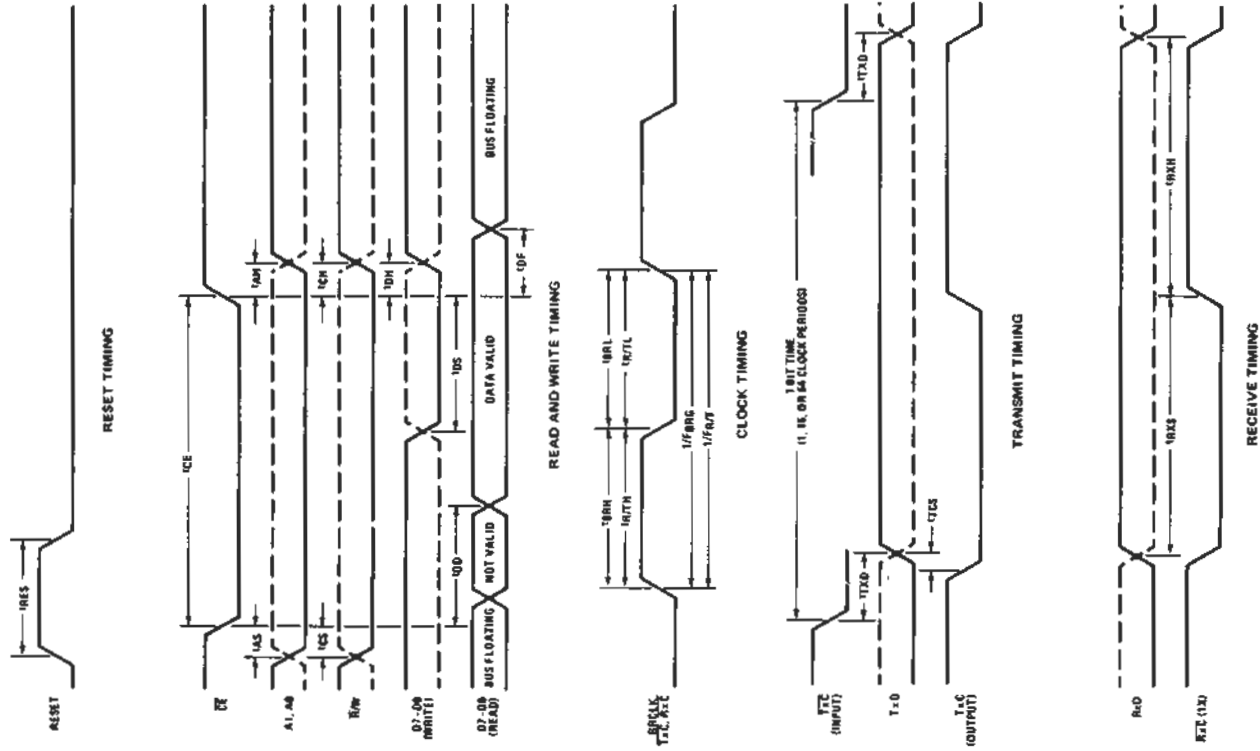 RESET
tRES
RESET TIMING
CE
tCE
A1, A0
tAS
tAH
R/W
tCS
tCH
D7-D0
(WRITE)
tDS
tDH
D7-D0
(READ)
BUS FLOATING
NOT VALID
DATA VALID
BUS FLOATING
tDD
tDF
READ AND WRITE TIMING
BRCLK
TxC, RxC
tBRH
tBRL
tR/TH
tR/TL
1/FBRG
1/FR/T
CLOCK TIMING
1 BIT TIME
(1, 16, OR 64 CLOCK PERIODS)
TxC
(INPUT)
tTXD
tTXD
TxD
tTCS
TxC
(OUTPUT)
TRANSMIT TIMING
RxD
tRXS
tRXH
RxC (1X)
RECEIVE TIMING